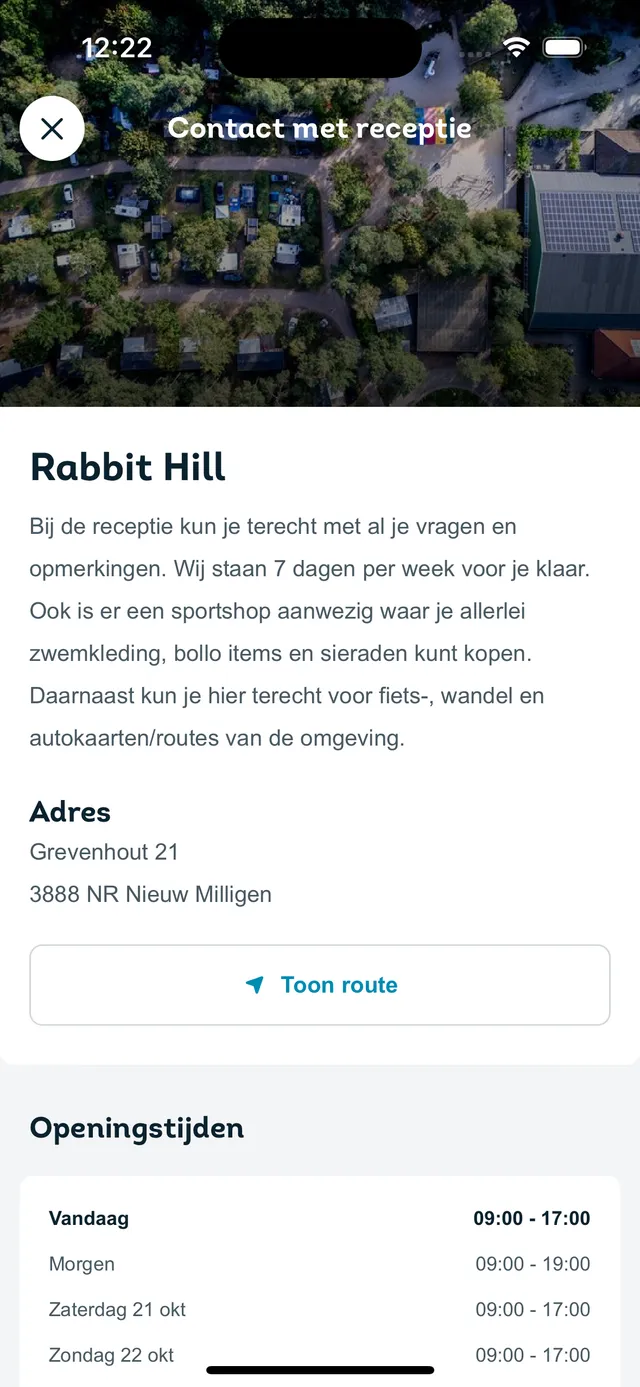 12:22
Contact met receptie
Rabbit Hill
Bij de receptie kun je terecht met al je vragen en
opmerkingen. Wij staan 7 dagen per week voor je klaar.
Ook is er een sportshop aanwezig waar je allerlei
zwemkleding, bollo items en sieraden kunt kopen.
Daarnaast kun je hier terecht voor fiets-, wandel en
autokaarten/routes van de omgeving.
Adres
Grevenhout 21
3888 NR Nieuw Milligen
Toon route
Openingstijden
Vandaag 09:00 - 17:00
Morgen 09:00 - 19:00
Zaterdag 21 okt 09:00 - 17:00
Zondag 22 okt 09:00 - 17:00